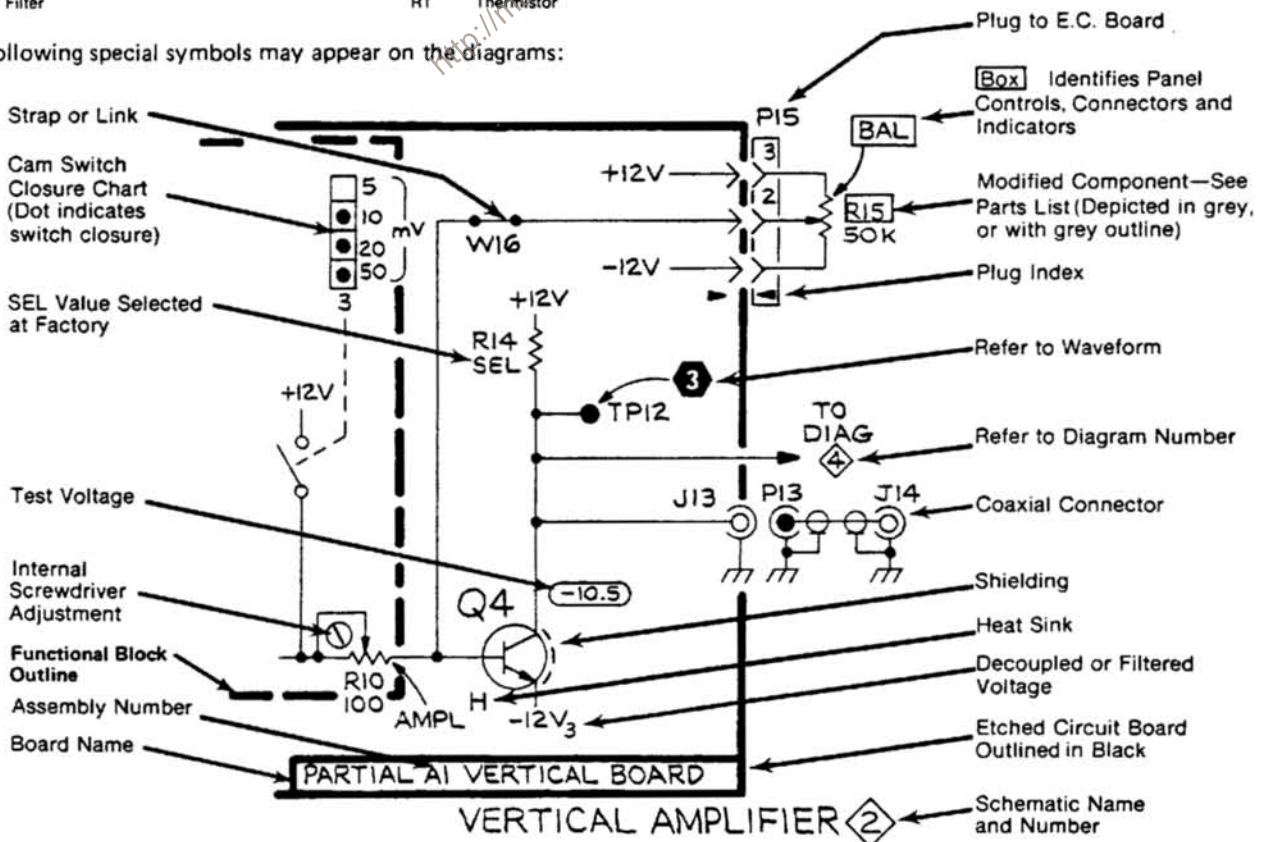 Filter RT Thermistor
ollowing special symbols may appear on the diagrams:
Plug to E.C. Board
Box Identifies Panel
Controls, Connectors and
Indicators
Modified Component—See
Parts List (Depicted in grey,
or with grey outline)
Plug Index
Refer to Waveform
Refer to Diagram Number
Coaxial Connector
Shielding
Heat Sink
Decoupled or Filtered
Voltage
Etched Circuit Board
Outlined in Black
Schematic Name
and Number
Strap or Link
Cam Switch
Closure Chart
(Dot indicates
switch closure)
SEL Value Selected
at Factory
Test Voltage
Internal
Screwdriver
Adjustment
Functional Block
Outline
Assembly Number
Board Name
P15
BAL
3
2
+12V
R15
50K
W16
-12V
5
10
20
50
mV
3
+12V
R14
SEL
3
TP12
+12V
TO
DIAG
4
J13 P13 J14
-10.5
Q4
R10
100
AMPL
H
-12V3
PARTIAL A1 VERTICAL BOARD
VERTICAL AMPLIFIER 2